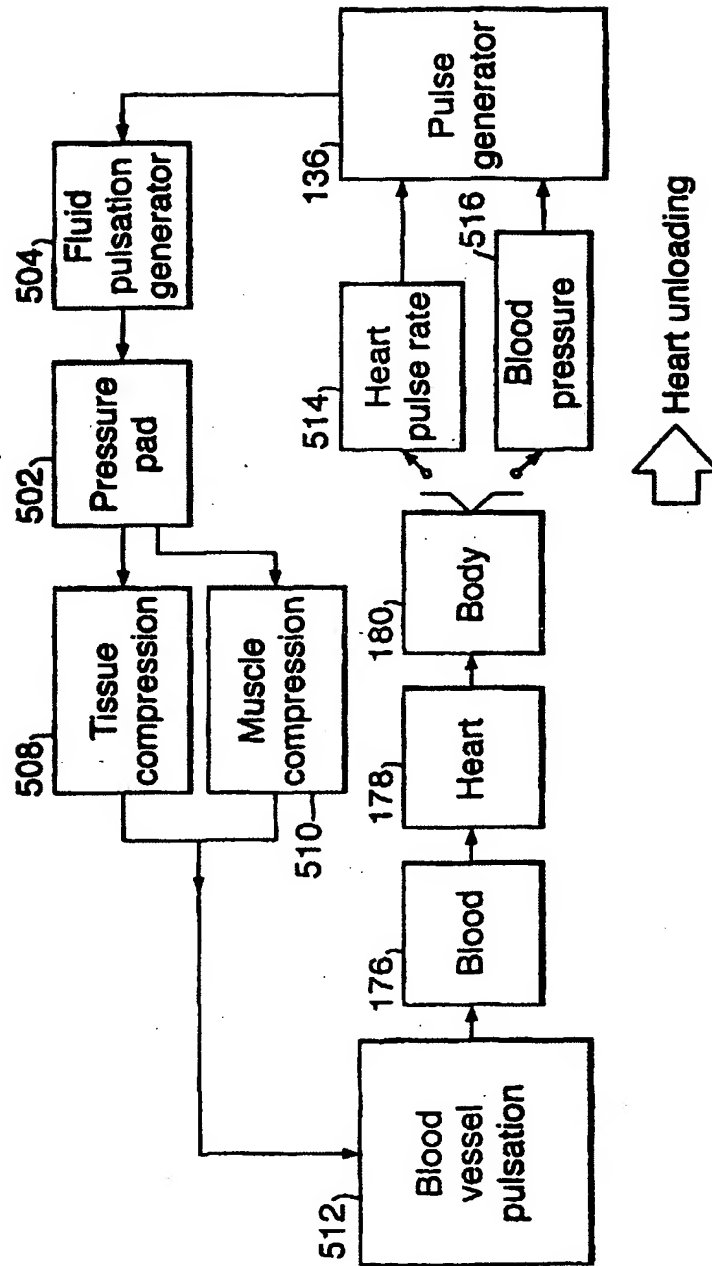 504
Fluid
pulsation
generator
502
Pressure
pad
508
Tissue
compression
Muscle
compression
510
136
Pulse
generator
514
Heart
pulse rate
516
Blood
pressure
512
Blood
vessel
pulsation
176
Blood
178
Heart
180
Body
Heart unloading